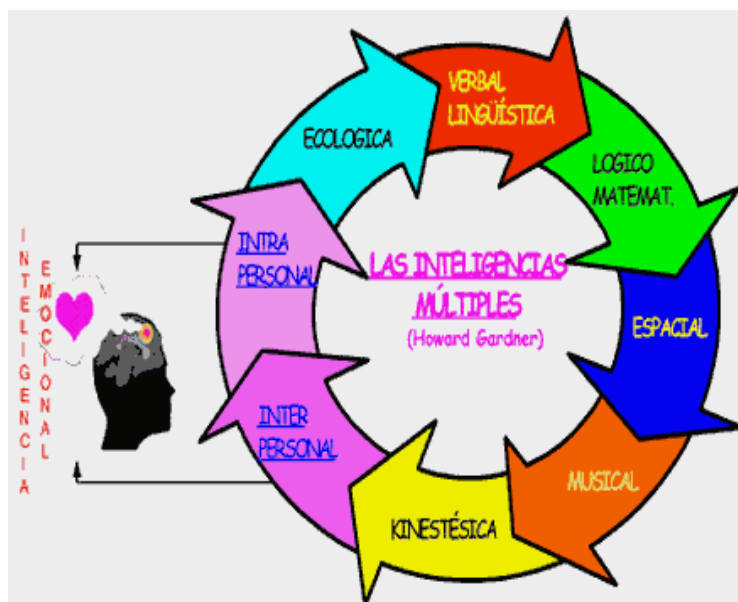 VERBAL
LINGÜÍSTICA
LOGICO
MATEMAT.
ESPACIAL
MUSICAL
KINESTÉSICA
INTER
PERSONAL
INTRA
PERSONAL
ECOLOGICA
LAS INTELIGENCIAS
MÚLTIPLES
(Howard Gardner)
INTELIGENCIA
EMOCIONAL